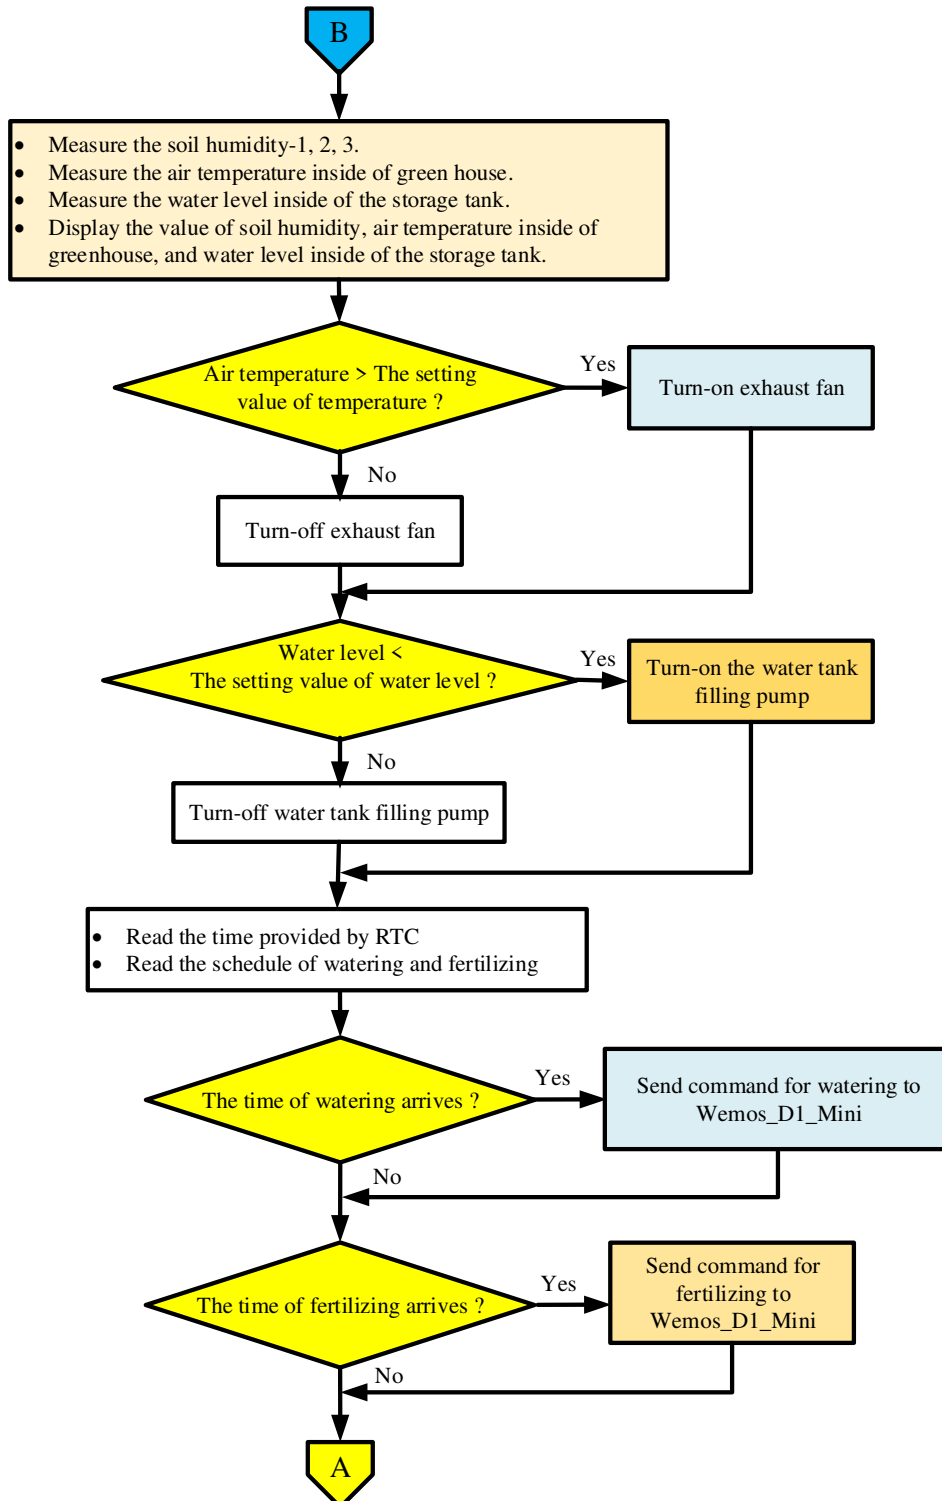 B
• Measure the soil humidity-1, 2, 3.
• Measure the air temperature inside of green house.
• Measure the water level inside of the storage tank.
• Display the value of soil humidity, air temperature inside of
greenhouse, and water level inside of the storage tank.
Air temperature > The setting
value of temperature ?
Yes
Turn-on exhaust fan
No
Turn-off exhaust fan
Water level <
The setting value of water level ?
Yes
Turn-on the water tank
filling pump
No
Turn-off water tank filling pump
• Read the time provided by RTC
• Read the schedule of watering and fertilizing
The time of watering arrives ?
Yes
Send command for watering to
Wemos_D1_Mini
No
The time of fertilizing arrives ?
Yes
Send command for
fertilizing to
Wemos_D1_Mini
No
A